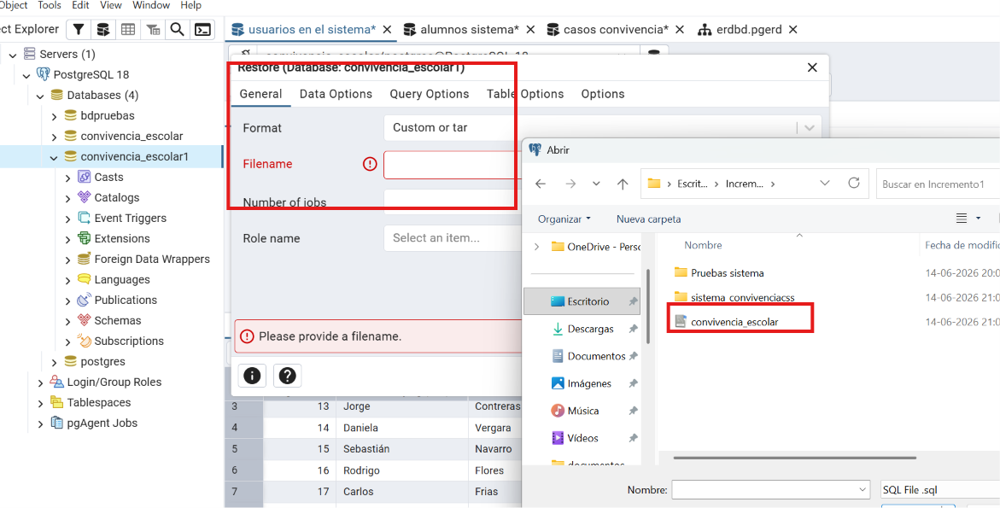 Object Tools Edit View Window Help
ect Explorer
usuarios en el sistema*
alumnos sistema*
casos convivencia*
erdbd.pgerd
Servers (1)
PostgreSQL 18
Databases (4)
bdpruebas
convivencia_escolar
convivencia_escolar1
Casts
Catalogs
Event Triggers
Extensions
Foreign Data Wrappers
Languages
Publications
Schemas
Subscriptions
postgres
Login/Group Roles
Tablespaces
pgAgent Jobs
convivencia_escolar/postgres@PostgreSQL 18
Restore (Database: convivencia_escolar1)
General Data Options Query Options Table Options Options
Format Custom or tar
Filename
Number of jobs
Role name Select an item...
Please provide a filename.
3 13 Jorge Contreras
4 14 Daniela Vergara
5 15 Sebastián Navarro
6 16 Rodrigo Flores
7 17 Carlos Frias
Abrir
Escrit... Increm...
Buscar en Incremento1
Organizar Nueva carpeta
OneDrive - Perso
Escritorio
Descargas
Documentos
Imágenes
Música
Vídeos
documentos
Nombre Fecha de modific
Pruebas sistema 14-06-2026 20:0
sistema_convivenciacss 14-06-2026 21:0
convivencia_escolar 14-06-2026 21:0
Nombre:
SQL File .sql